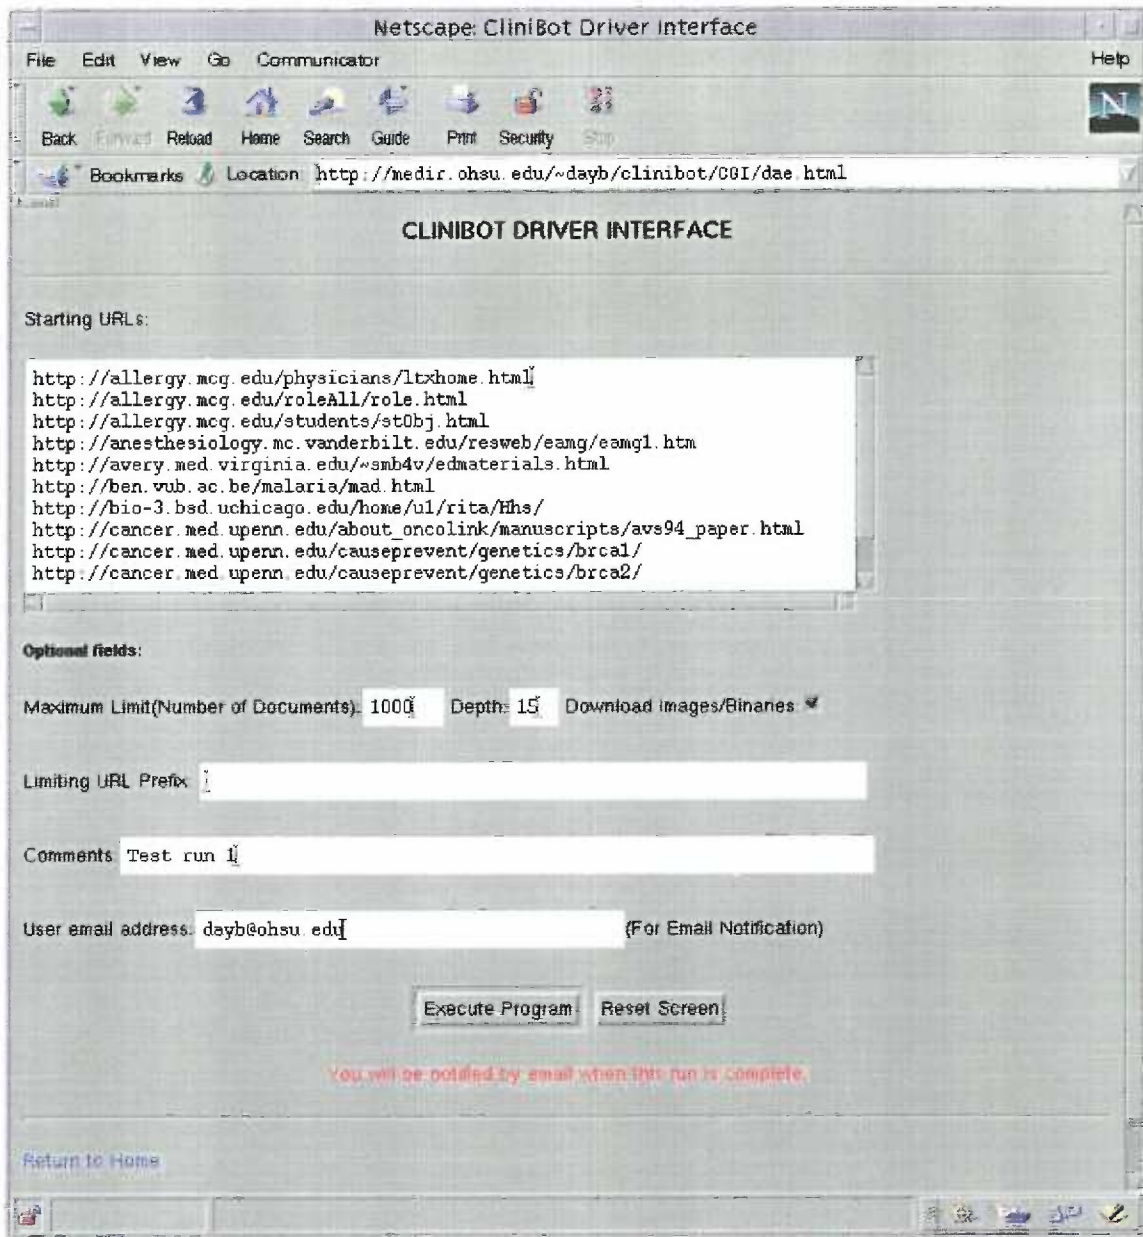 Netscape: CliniBot Driver Interface
File Edit View Go Communicator Help
Back Forward Reload Home Search Guide Print Security Stop
N
Bookmarks Location: http://medir.ohsu.edu/~dayb/clinibot/CGI/dae.html
CLINIBOT DRIVER INTERFACE
Starting URLs:
http://allergy.mcg.edu/physicians/ltxhome.html
http://allergy.mcg.edu/roleAll/role.html
http://allergy.mcg.edu/students/stObj.html
http://anesthesiology.mc.vanderbilt.edu/resweb/eamg/eamg1.htm
http://avery.med.virginia.edu/~smb4v/edmaterials.html
http://ben.vub.ac.be/malaria/mad.html
http://bio-3.bsd.uchicago.edu/home/u1/rita/Hhs/
http://cancer.med.upenn.edu/about_oncolink/manuscripts/avs94_paper.html
http://cancer.med.upenn.edu/causeprevent/genetics/brca1/
http://cancer.med.upenn.edu/causeprevent/genetics/brca2/
Optional fields:
Maximum Limit(Number of Documents): 1000 Depth: 15 Download Images/Binaries
Limiting URL Prefix:
Comments: Test run 1
User email address: dayb@ohsu.edu (For Email Notification)
Execute Program Reset Screen
You will be notified by email when this run is complete.
Return to Home